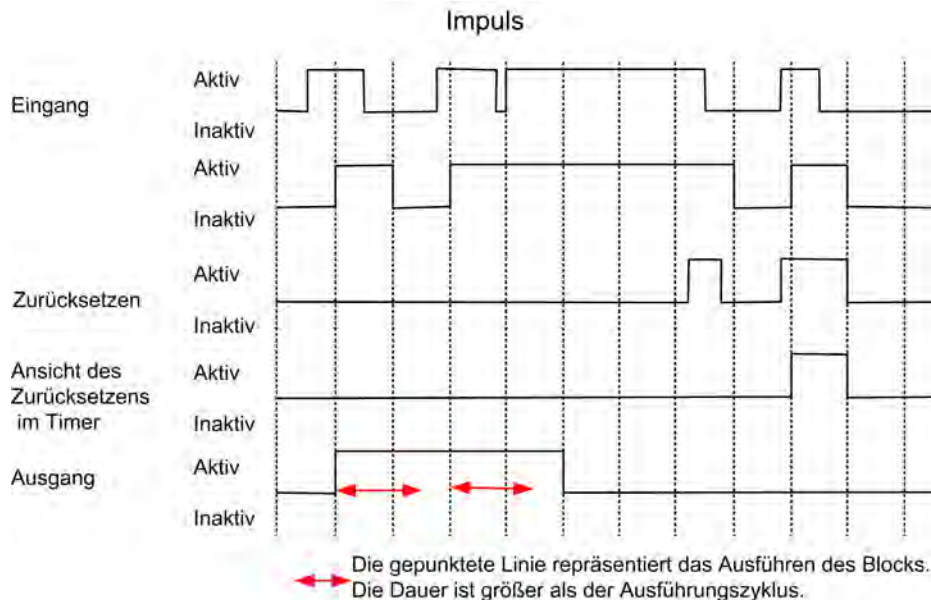 Impuls
Aktiv
Eingang
Inaktiv
Aktiv
Inaktiv
Aktiv
Zurücksetzen
Inaktiv
Ansicht des
Aktiv
Zurücksetzens
im Timer
Inaktiv
Aktiv
Ausgang
Inaktiv
Die gepunktete Linie repräsentiert das Ausführen des Blocks.
Die Dauer ist größer als der Ausführungszyklus.